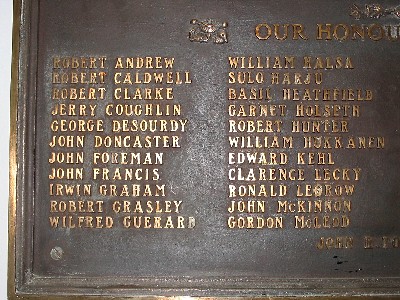 OUR HONOU
ROBERT ANDREW
ROBERT CALDWELL
ROBERT CLARKE
JERRY COUGHLIN
GEORGE DESOURDY
JOHN DONCASTER
JOHN FOREMAN
JOHN FRANCIS
IRWIN GRAHAM
ROBERT GRASLEY
WILFRED GUERARD
WILLIAM HALSA
SULO HARJU
BASIL HEATHFIELD
GARNET HOLSETH
ROBERT HUNTER
WILLIAM HUKKANEN
EDWARD KEHL
CLARENCE LECKY
RONALD LEGROW
JOHN McKINNON
GORDON McLEOD
JOHN